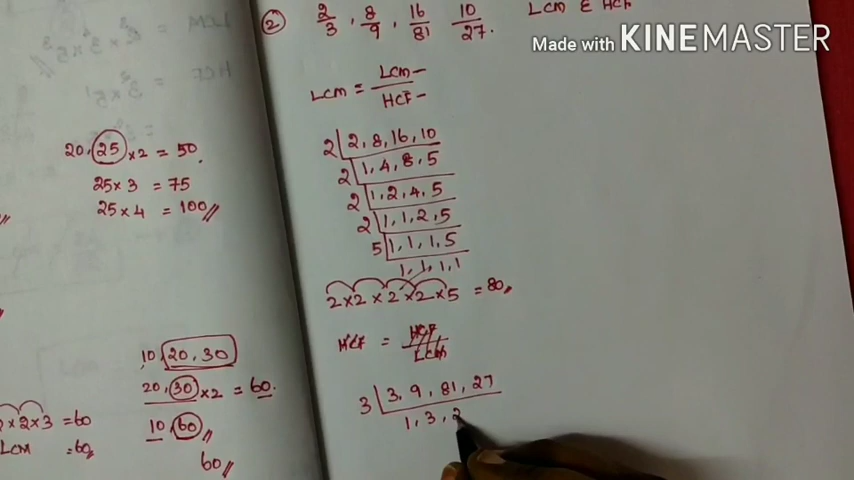 20, 25 ×2 = 50
25×3 = 75
25×4 = 100
10, 20, 30
20, 30 ×2 = 60.
10, 60
60
2×3 =60
LCM =60
② 2/3, 8/9, 16/81 10/27. LCM & HCF
Made with KINEMASTER
LCM = LCM/HCF
2 | 2, 8, 16, 10
2 | 1, 4, 8, 5
2 | 1, 2, 4, 5
2 | 1, 1, 2, 5
5 | 1, 1, 1, 5
1, 1, 1, 1
2×2×2×2×5 = 80
HCF = HCF/LCM
3 | 3, 9, 81, 27
1, 3, 2